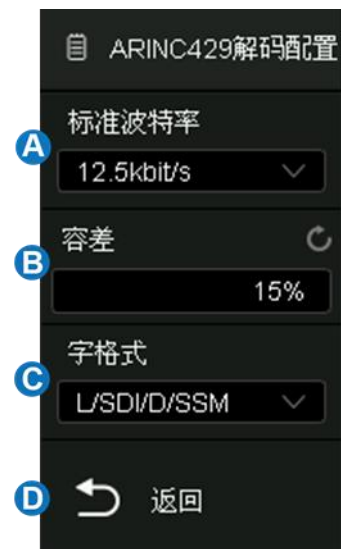 ARINC429解码配置
A
标准波特率
12.5kbit/s
B
容差
15%
C
字格式
L/SDI/D/SSM
D
返回